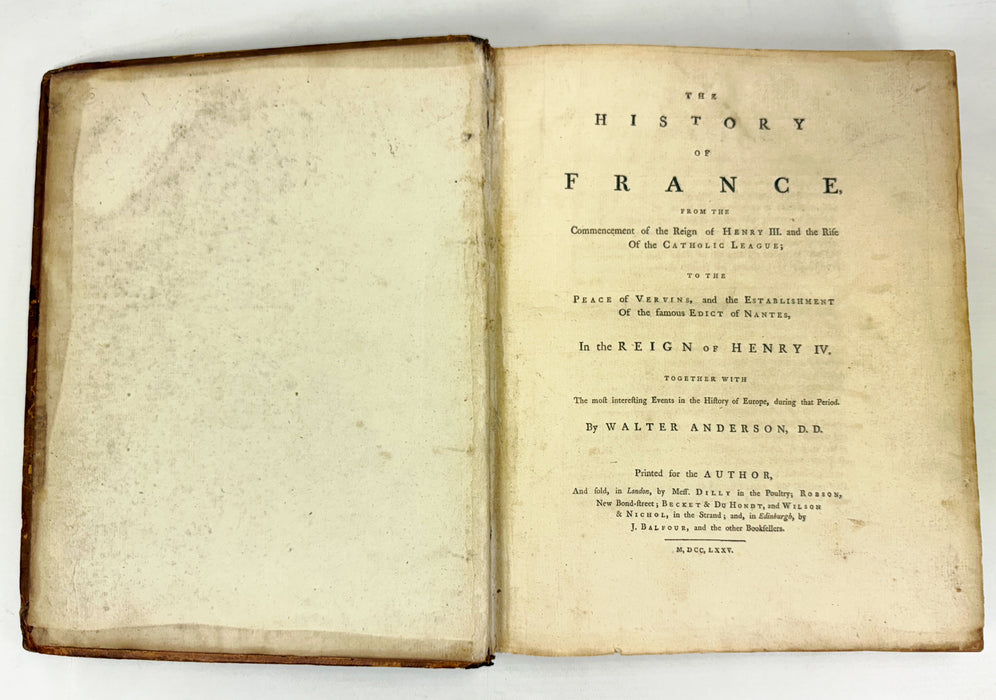 THE
HISTORY
OF
FRANCE,
FROM THE
Commencement of the Reign of HENRY III. and the Riſe
Of the CATHOLIC LEAGUE;
TO THE
PEACE of VERVINS, and the ESTABLISHMENT
Of the famous EDICT of NANTES,
In the REIGN OF HENRY IV.
TOGETHER WITH
The moſt intereſting Events in the Hiſtory of Europe, during that Period.
By WALTER ANDERSON, D.D.
Printed for the AUTHOR,
And ſold, in London, by Meſſ. DILLY in the Poultry; ROBSON,
New Bond-ſtreet; BECKET & DU HONDT, and WILSON
& NICHOL, in the Strand; and, in Edinburgh, by
J. BALFOUR, and the other Bookſellers.
M,DCC,LXXV.